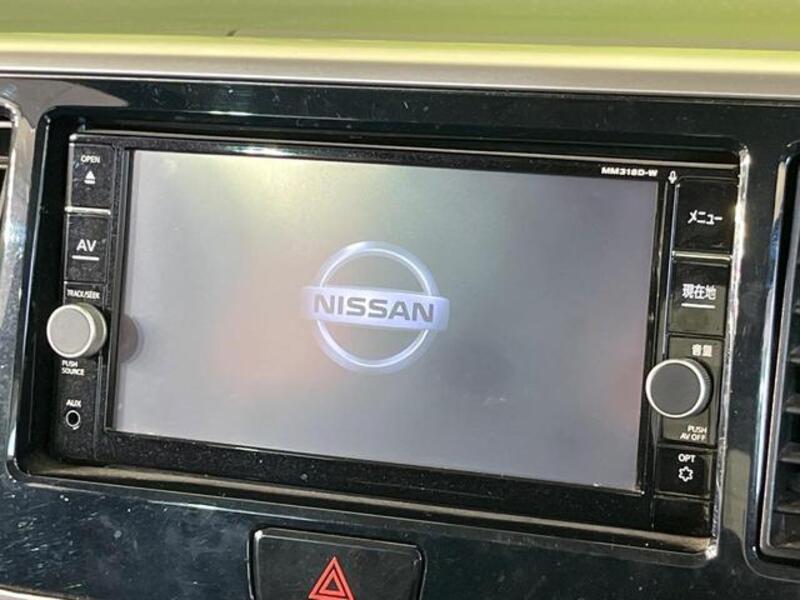 OPEN
AV
TRACK/SEEK
PUSH
SOURCE
AUX
MM318D-W
NISSAN
メニュー
現在地
音量
PUSH
AV OFF
OPT